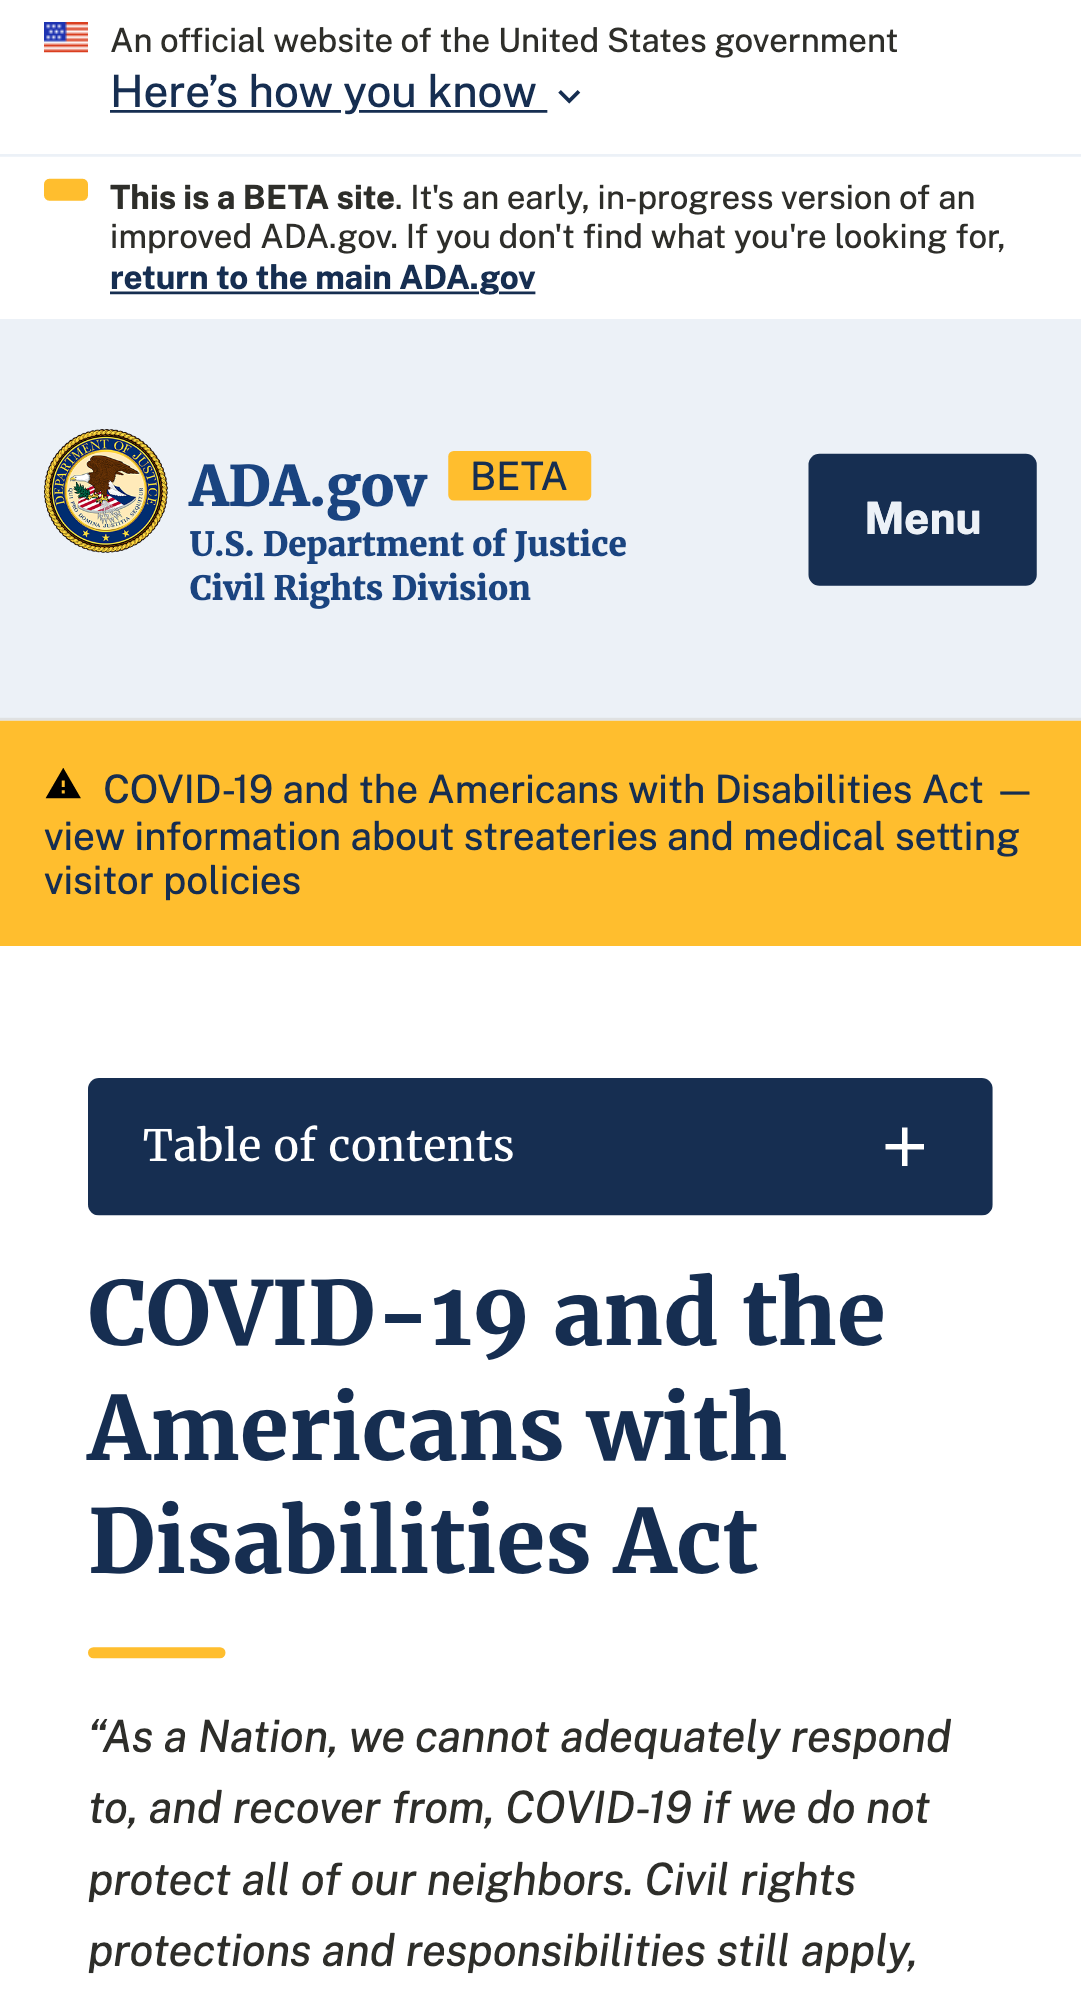 An official website of the United States government
Here’s how you know
This is a BETA site. It's an early, in-progress version of an
improved ADA.gov. If you don't find what you're looking for,
return to the main ADA.gov
DEPARTMENT OF JUSTICE
QUI PRO DOMINA JUSTITIA SEQUITUR
ADA.gov BETA
U.S. Department of Justice
Civil Rights Division
Menu
COVID-19 and the Americans with Disabilities Act —
view information about streateries and medical setting
visitor policies
Table of contents
COVID-19 and the
Americans with
Disabilities Act
“As a Nation, we cannot adequately respond
to, and recover from, COVID-19 if we do not
protect all of our neighbors. Civil rights
protections and responsibilities still apply,